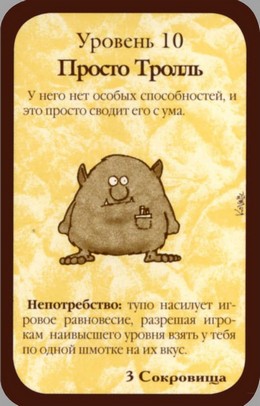 Уровень 10
Просто Тролль
У него нет особых способностей, и
это просто сводит его с ума.
Непотребство: тупо насилует иг-
ровое равновесие, разрешая игро-
кам наивысшего уровня взять у тебя
по одной шмотке на их вкус.
3 Сокровища